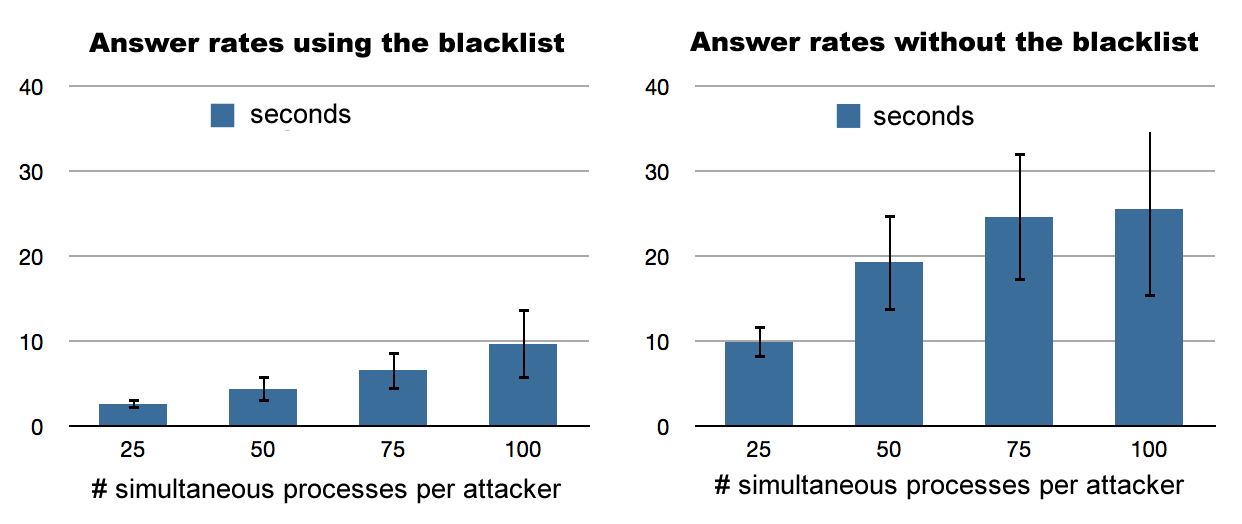 Answer rates using the blacklist
40
seconds
30
20
10
0
25 50 75 100
# simultaneous processes per attacker
Answer rates without the blacklist
40
seconds
30
20
10
0
25 50 75 100
# simultaneous processes per attacker